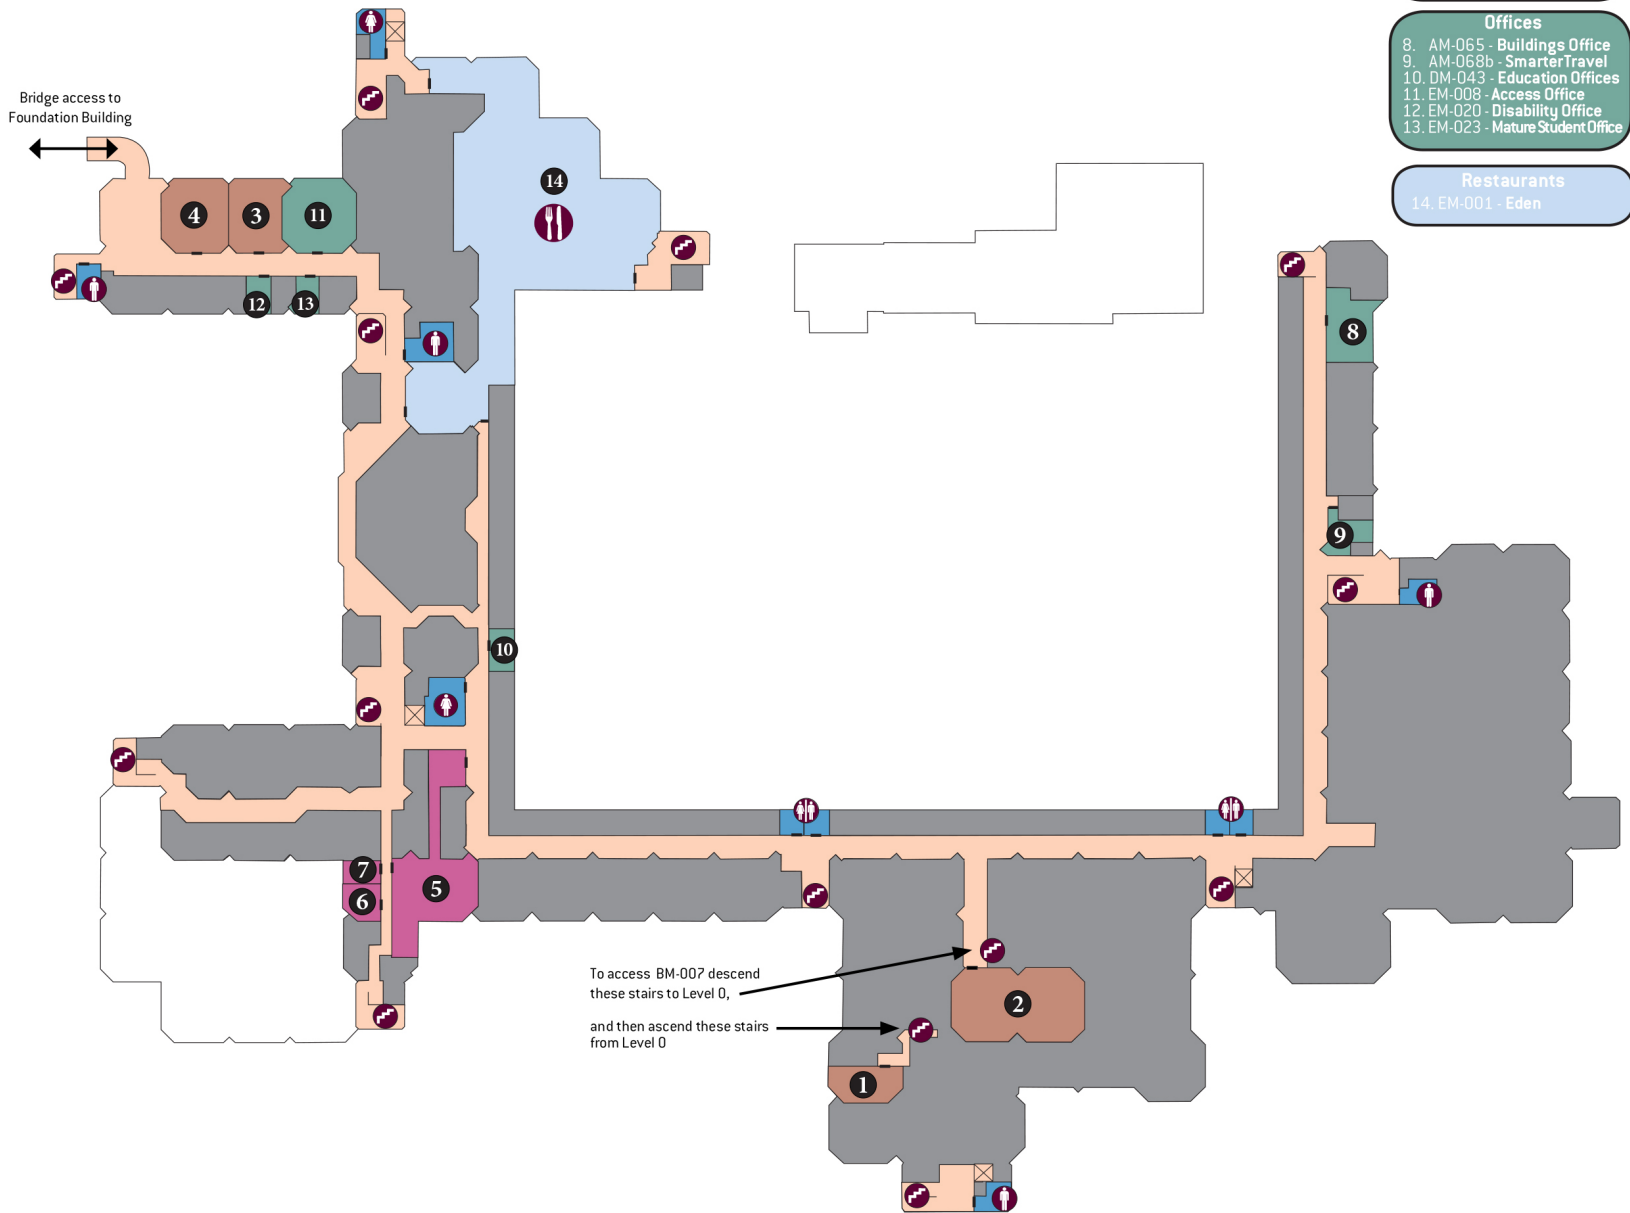 Offices
8. AM-065 - Buildings Office
9. AM-068b - SmarterTravel
10. DM-043 - Education Offices
11. EM-008 - Access Office
12. EM-020 - Disability Office
13. EM-023 - Mature Student Office
Restaurants
14. EM-001 - Eden
Bridge access to
Foundation Building
14
4
3
11
12
13
8
9
10
7
6
5
To access BM-007 descend
these stairs to Level 0,
and then ascend these stairs
from Level 0
2
1